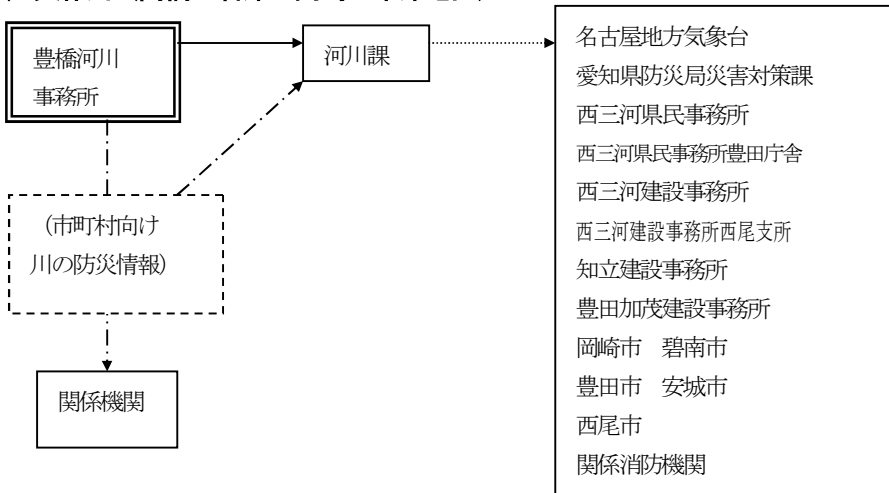 豊橋河川
事務所
河川課
(市町村向け
川の防災情報)
関係機関
名古屋地方気象台
愛知県防災局災害対策課
西三河県民事務所
西三河県民事務所豊田庁舎
西三河建設事務所
西三河建設事務所西尾支所
知立建設事務所
豊田加茂建設事務所
岡崎市　碧南市
豊田市　安城市
西尾市
関係消防機関